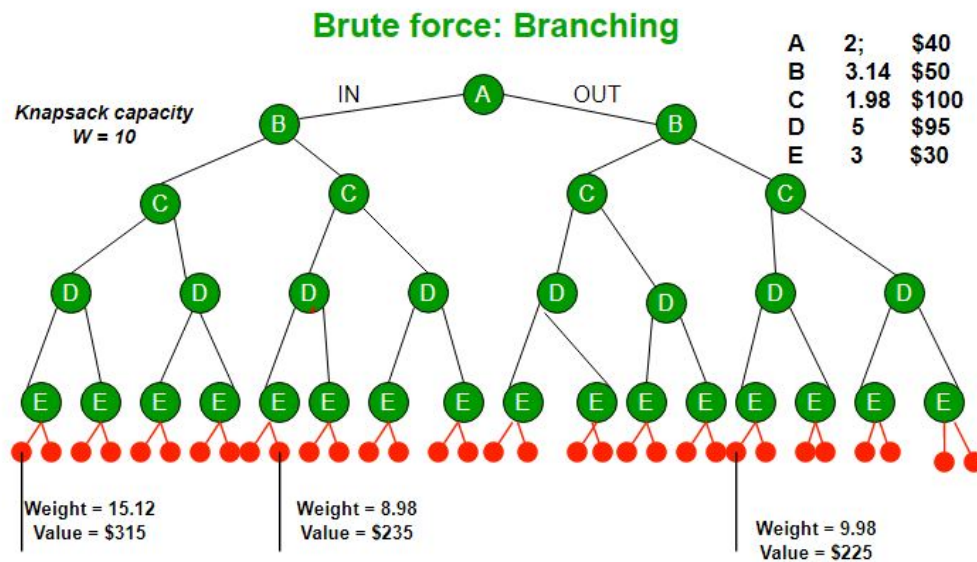 Brute force: Branching
A 2; $40
B 3.14 $50
C 1.98 $100
D 5 $95
E 3 $30
Knapsack capacity
W = 10
IN
OUT
A
B B
C C C C
D D D D D D D D
E E E E E E E E E E E E E E E E
Weight = 15.12
Value = $315
Weight = 8.98
Value = $235
Weight = 9.98
Value = $225